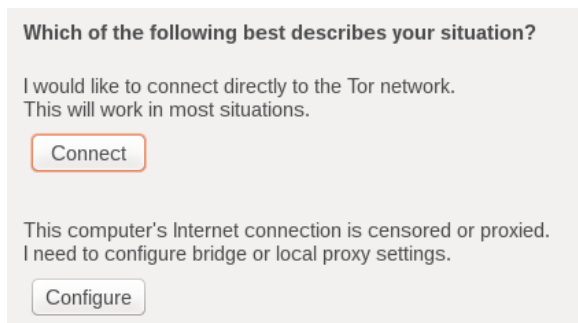 Which of the following best describes your situation?
I would like to connect directly to the Tor network.
This will work in most situations.
Connect
This computer's Internet connection is censored or proxied.
I need to configure bridge or local proxy settings.
Configure